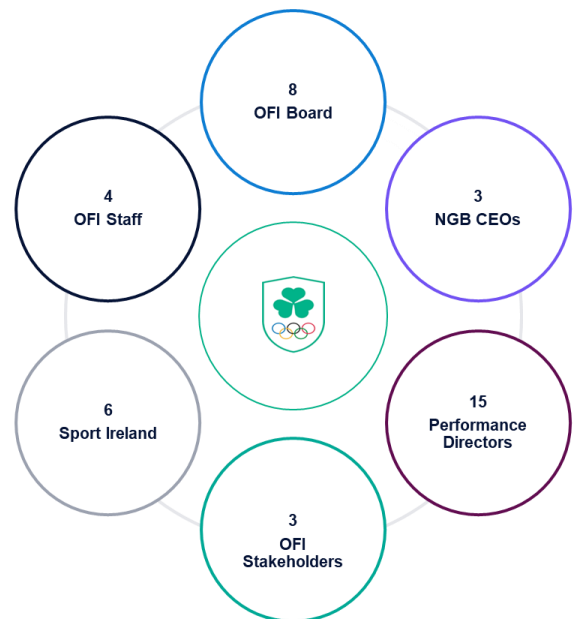 8
OFI Board
4
OFI Staff
3
NGB CEOs
6
Sport Ireland
15
Performance
Directors
3
OFI
Stakeholders